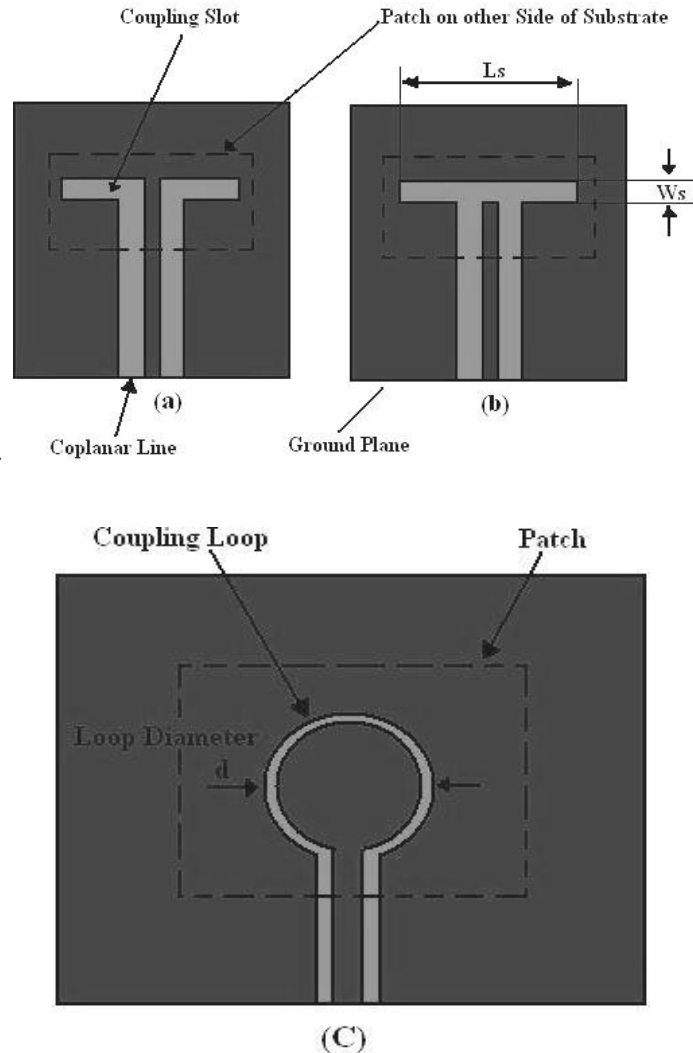 Coupling Slot
Patch on other Side of Substrate
Ls
Ws
(a)
(b)
Coplanar Line
Ground Plane
Coupling Loop
Patch
Loop Diameter
d
(C)